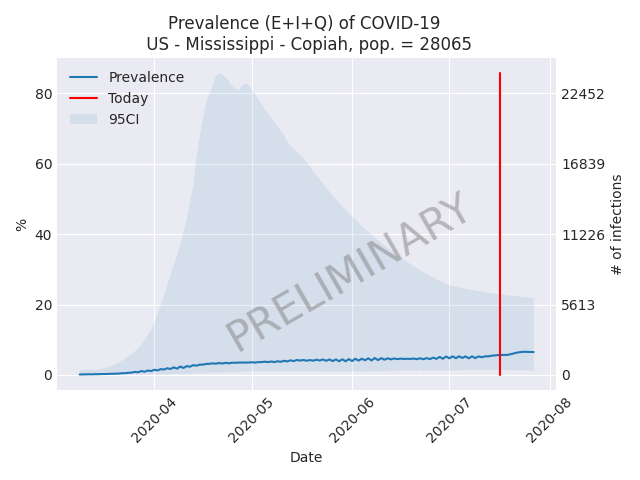 Prevalence (E+I+Q) of COVID-19
US - Mississippi - Copiah, pop. = 28065
Prevalence
Today
95CI
80
60
40
20
0
%
22452
16839
11226
5613
0
# of infections
PRELIMINARY
2020-04
2020-05
2020-06
2020-07
2020-08
Date